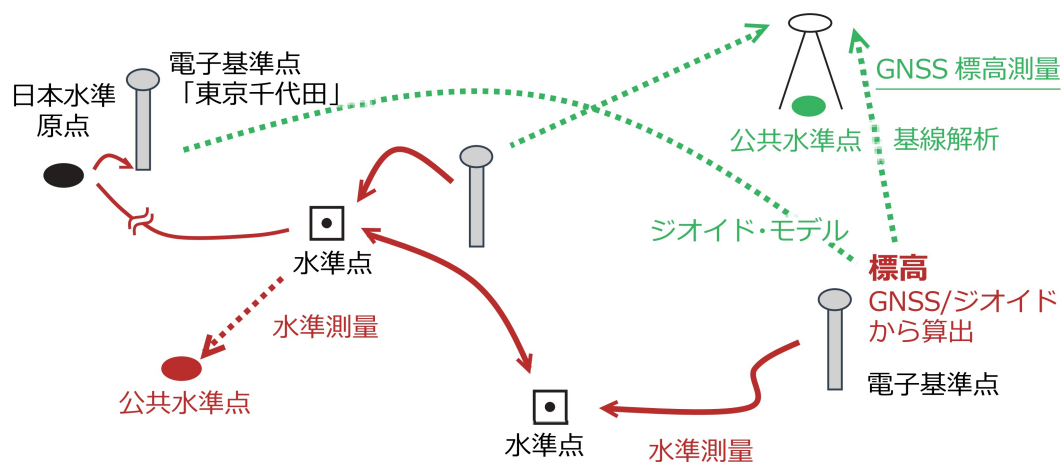 電子基準点
「東京千代田」
日本水準
原点
GNSS 標高測量
公共水準点
基線解析
ジオイド・モデル
水準点
標高
GNSS/ジオイド
から算出
水準測量
電子基準点
公共水準点
水準点
水準測量